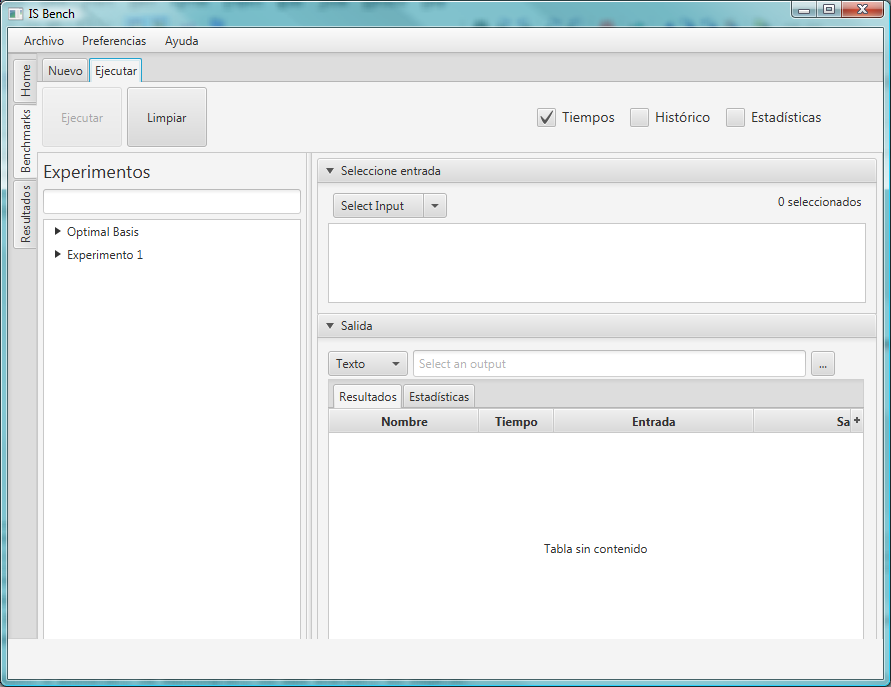 IS Bench
Archivo Preferencias Ayuda
Home
Benchmarks
Resultados
Nuevo Ejecutar
Ejecutar Limpiar
Tiempos Histórico Estadísticas
Experimentos
Optimal Basis
Experimento 1
Seleccione entrada
Select Input
0 seleccionados
Salida
Texto Select an output ...
Resultados Estadísticas
Nombre Tiempo Entrada Sa +
Tabla sin contenido